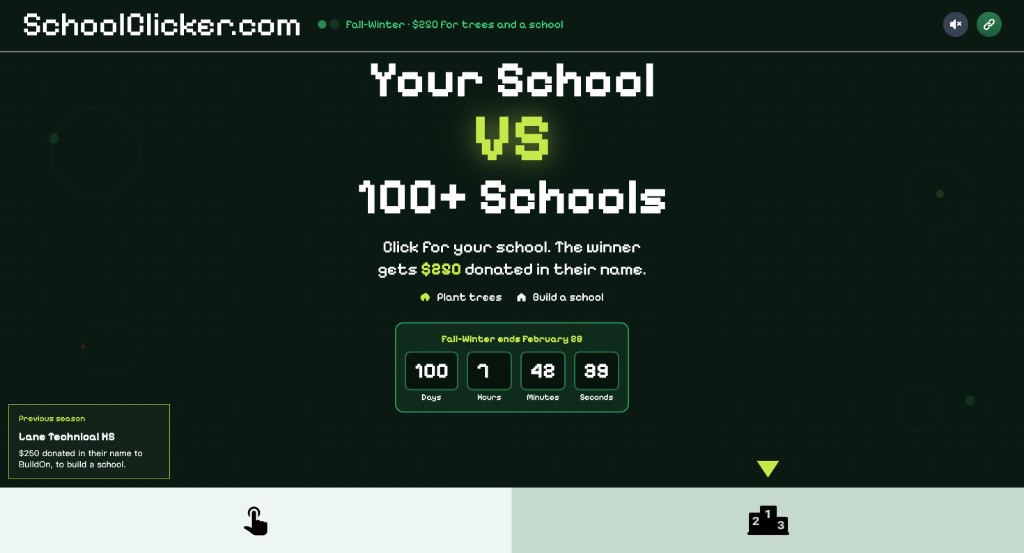 SchoolClicker.com
Fall-Winter · $280 for trees and a school
Your School
VS
100+ Schools
Click for your school. The winner
gets $280 donated in their name.
Plant trees
Build a school
Fall-Winter ends February 28
100
7
42
39
Days
Hours
Minutes
Seconds
Previous season
Lane Technical HS
$250 donated in their name to
BuildOn, to build a school.
2 1 3